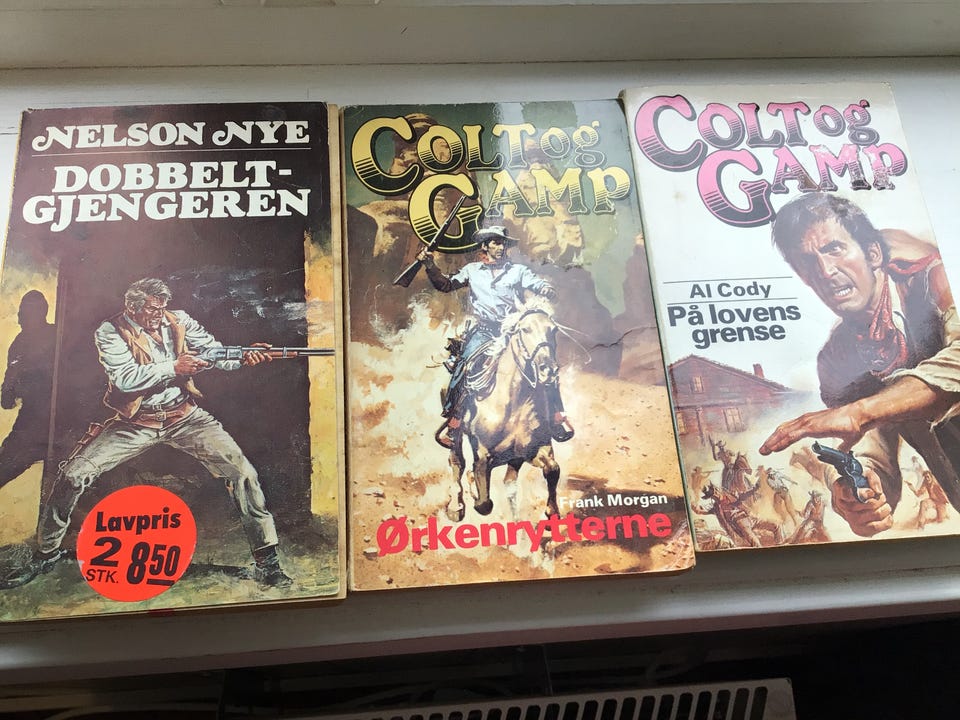 NELSON NYE
DOBBELT-
GJENGEREN
Lavpris
2 STK. 8 50
COLT og
GAMP
Frank Morgan
Ørkenrytterne
COLT og
GAMP
Al Cody
På lovens
grense